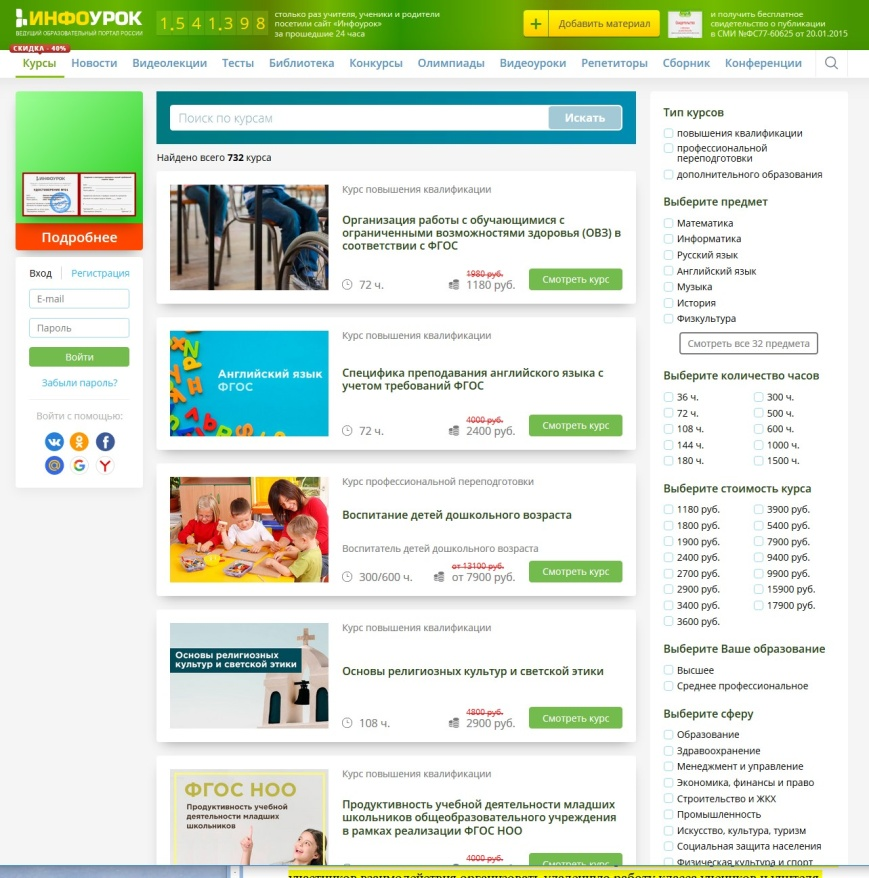 ИНФОУРОК
ВЕДУЩИЙ ОБРАЗОВАТЕЛЬНЫЙ ПОРТАЛ РОССИИ
1.541.398
столько раз учителя, ученики и родители
посетили сайт «Инфоурок»
за прошедшие 24 часа
+ Добавить материал
и получить бесплатное
свидетельство о публикации
в СМИ №ФС77-60625 от 20.01.2015
СКИДКА - 40%
Курсы Новости Видеолекции Тесты Библиотека Конкурсы Олимпиады Видеоуроки Репетиторы Сборник Конференции
ИНФОУРОК
Подробнее
Вход Регистрация
E-mail
Пароль
Войти
Забыли пароль?
Войти с помощью:
Поиск по курсам
Искать
Найдено всего 732 курса
Курс повышения квалификации
Организация работы с обучающимися с
ограниченными возможностями здоровья (ОВЗ) в
соответствии с ФГОС
72 ч.
1980 руб.
1180 руб.
Смотреть курс
Английский язык
ФГОС
Курс повышения квалификации
Специфика преподавания английского языка с
учетом требований ФГОС
72 ч.
4000 руб.
2400 руб.
Смотреть курс
Курс профессиональной переподготовки
Воспитание детей дошкольного возраста
Воспитатель детей дошкольного возраста
300/600 ч.
от 13100 руб.
от 7900 руб.
Смотреть курс
Основы религиозных
культур и светской этики
Курс повышения квалификации
Основы религиозных культур и светской этики
108 ч.
4800 руб.
2900 руб.
Смотреть курс
ФГОС НОО
Продуктивность учебной
деятельности младших
школьников
Курс повышения квалификации
Продуктивность учебной деятельности младших
школьников общеобразовательного учреждения
в рамках реализации ФГОС НОО
4000 руб.
Смотреть курс
Тип курсов
повышения квалификации
профессиональной
переподготовки
дополнительного образования
Выберите предмет
Математика
Информатика
Русский язык
Английский язык
Музыка
История
Физкультура
Смотреть все 32 предмета
Выберите количество часов
36 ч. 300 ч.
72 ч. 500 ч.
108 ч. 600 ч.
144 ч. 1000 ч.
180 ч. 1500 ч.
Выберите стоимость курса
1180 руб. 3900 руб.
1800 руб. 5400 руб.
1900 руб. 7900 руб.
2400 руб. 9400 руб.
2700 руб. 9900 руб.
2900 руб. 15900 руб.
3400 руб. 17900 руб.
3600 руб.
Выберите Ваше образование
Высшее
Среднее профессиональное
Выберите сферу
Образование
Здравоохранение
Менеджмент и управление
Экономика, финансы и право
Строительство и ЖКХ
Промышленность
Искусство, культура, туризм
Социальная защита населения
Физическая культура и спорт